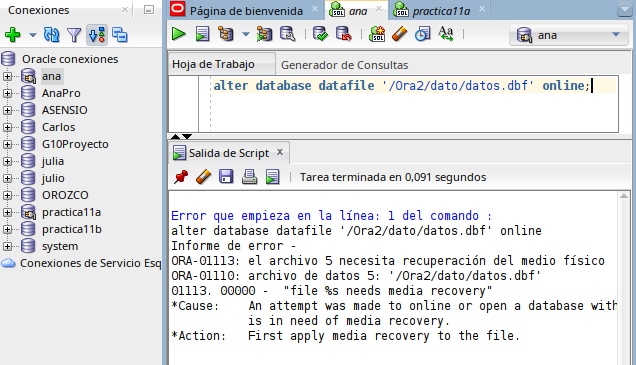 Conexiones
Oracle conexiones
ana
AnaPro
ASENSIO
Carlos
G10Proyecto
julia
julio
OROZCO
practica11a
practica11b
system
Conexiones de Servicio Esq
Página de bienvenida
ana
practica11a
SQL
SQL
Aa
ana
Hoja de Trabajo
Generador de Consultas
alter database datafile '/Ora2/dato/datos.dbf' online;
Salida de Script
Tarea terminada en 0,091 segundos
Error que empieza en la línea: 1 del comando :
alter database datafile '/Ora2/dato/datos.dbf' online
Informe de error -
ORA-01113: el archivo 5 necesita recuperación del medio físico
ORA-01110: archivo de datos 5: '/Ora2/dato/datos.dbf'
01113. 00000 - "file %s needs media recovery"
*Cause: An attempt was made to online or open a database with
is in need of media recovery.
*Action: First apply media recovery to the file.